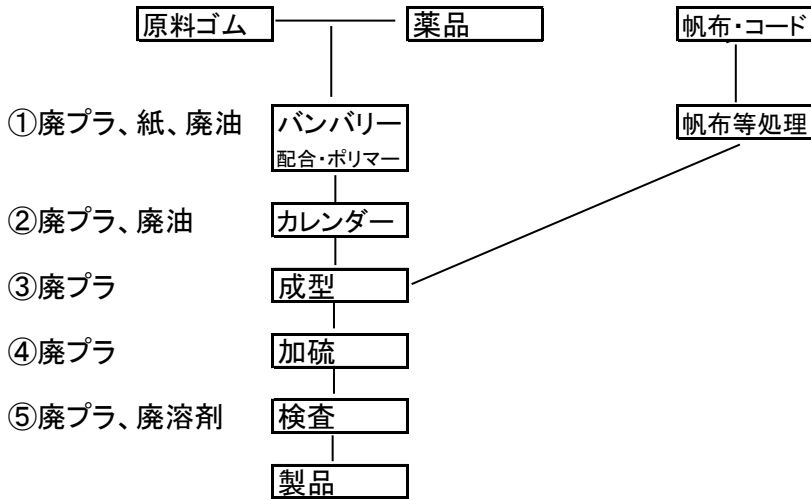 原料ゴム 薬品 帆布・コード
①廃プラ、紙、廃油 バンバリー 帆布等処理
配合・ポリマー
②廃プラ、廃油 カレンダー
③廃プラ 成型
④廃プラ 加硫
⑤廃プラ、廃溶剤 検査
製品